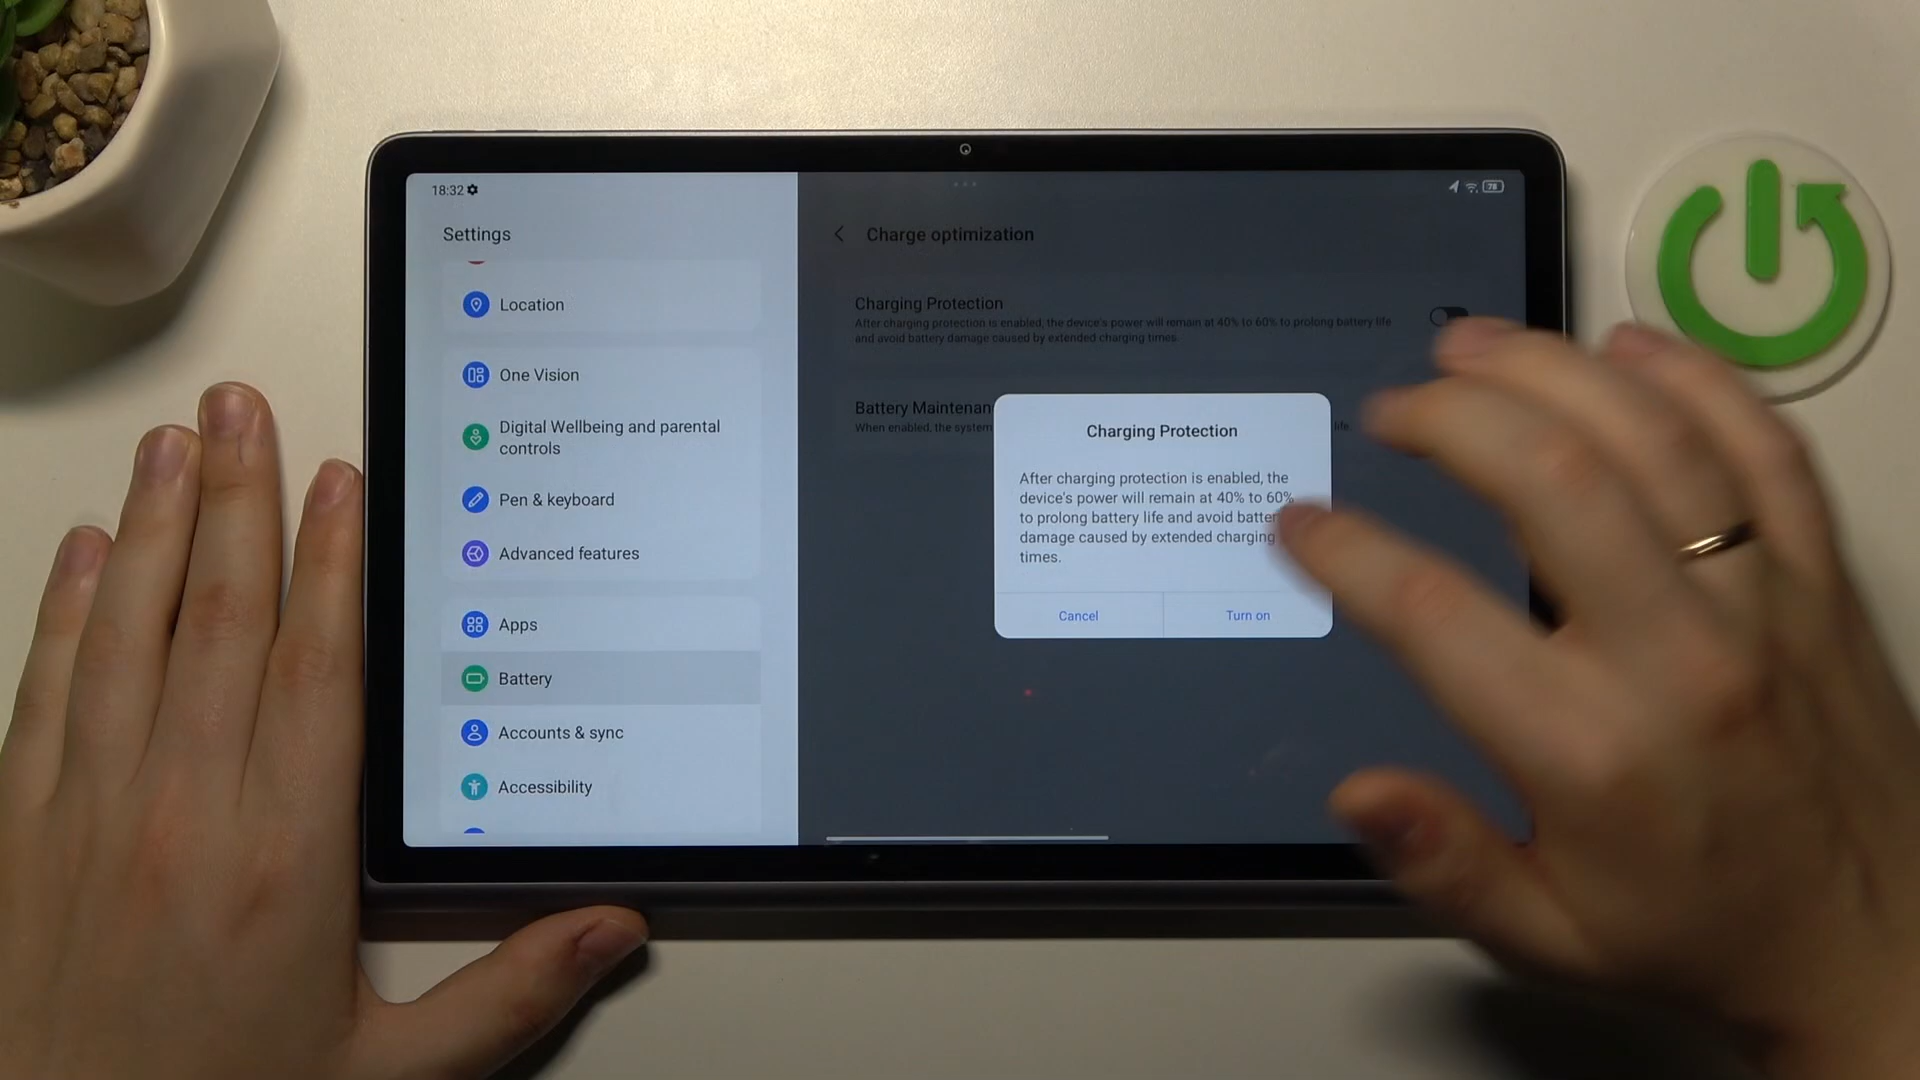 18:32
78
Settings
Location
One Vision
Digital Wellbeing and parental
controls
Pen & keyboard
Advanced features
Apps
Battery
Accounts & sync
Accessibility
Charge optimization
Charging Protection
After charging protection is enabled, the device's power will remain at 40% to 60% to prolong battery life
and avoid battery damage caused by extended charging times.
Battery
When enabled, the system life.
Charging Protection
After charging protection is enabled, the
device's power will remain at 40% to 60%
to prolong battery life and avoid
damage caused by extended charging
times.
Cancel
Turn on